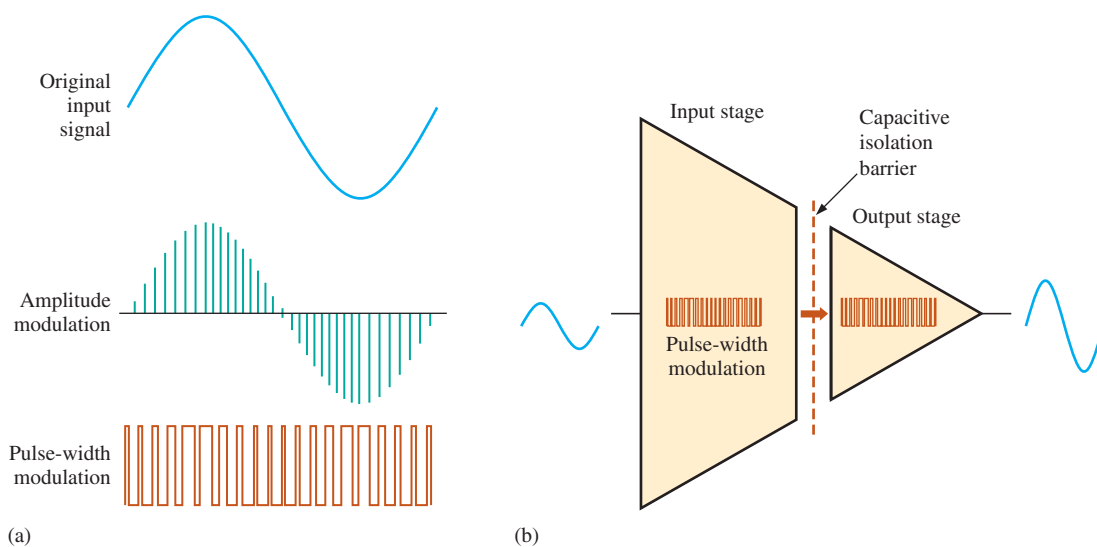 Original
input
signal
Amplitude
modulation
Pulse-width
modulation
(a)
Input stage
Capacitive
isolation
barrier
Output stage
Pulse-width
modulation
(b)